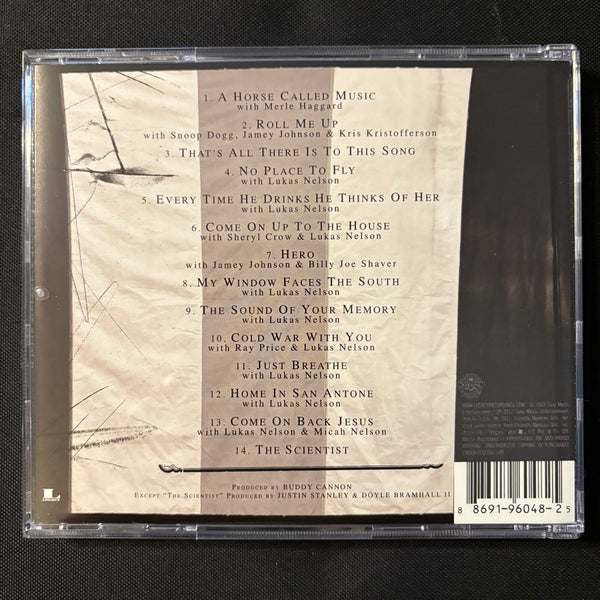 1. A HORSE CALLED MUSIC
with Merle Haggard
2. ROLL ME UP
with Snoop Dogg, Jamey Johnson & Kris Kristofferson
3. THAT'S ALL THERE IS TO THIS SONG
4. NO PLACE TO FLY
with Lukas Nelson
5. EVERY TIME HE DRINKS HE THINKS OF HER
with Lukas Nelson
6. COME ON UP TO THE HOUSE
with Sheryl Crow & Lukas Nelson
7. HERO
with Jamey Johnson & Billy Joe Shaver
8. MY WINDOW FACES THE SOUTH
with Lukas Nelson
9. THE SOUND OF YOUR MEMORY
with Lukas Nelson
10. COLD WAR WITH YOU
with Ray Price & Lukas Nelson
11. JUST BREATHE
with Lukas Nelson
12. HOME IN SAN ANTONE
with Lukas Nelson
13. COME ON BACK JESUS
with Lukas Nelson & Micah Nelson
14. THE SCIENTIST
PRODUCED BY BUDDY CANNON
EXCEPT "THE SCIENTIST" PRODUCED BY JUSTIN STANLEY & DOYLE BRAMHALL II
LEGACY
8 86919-6048-2 5